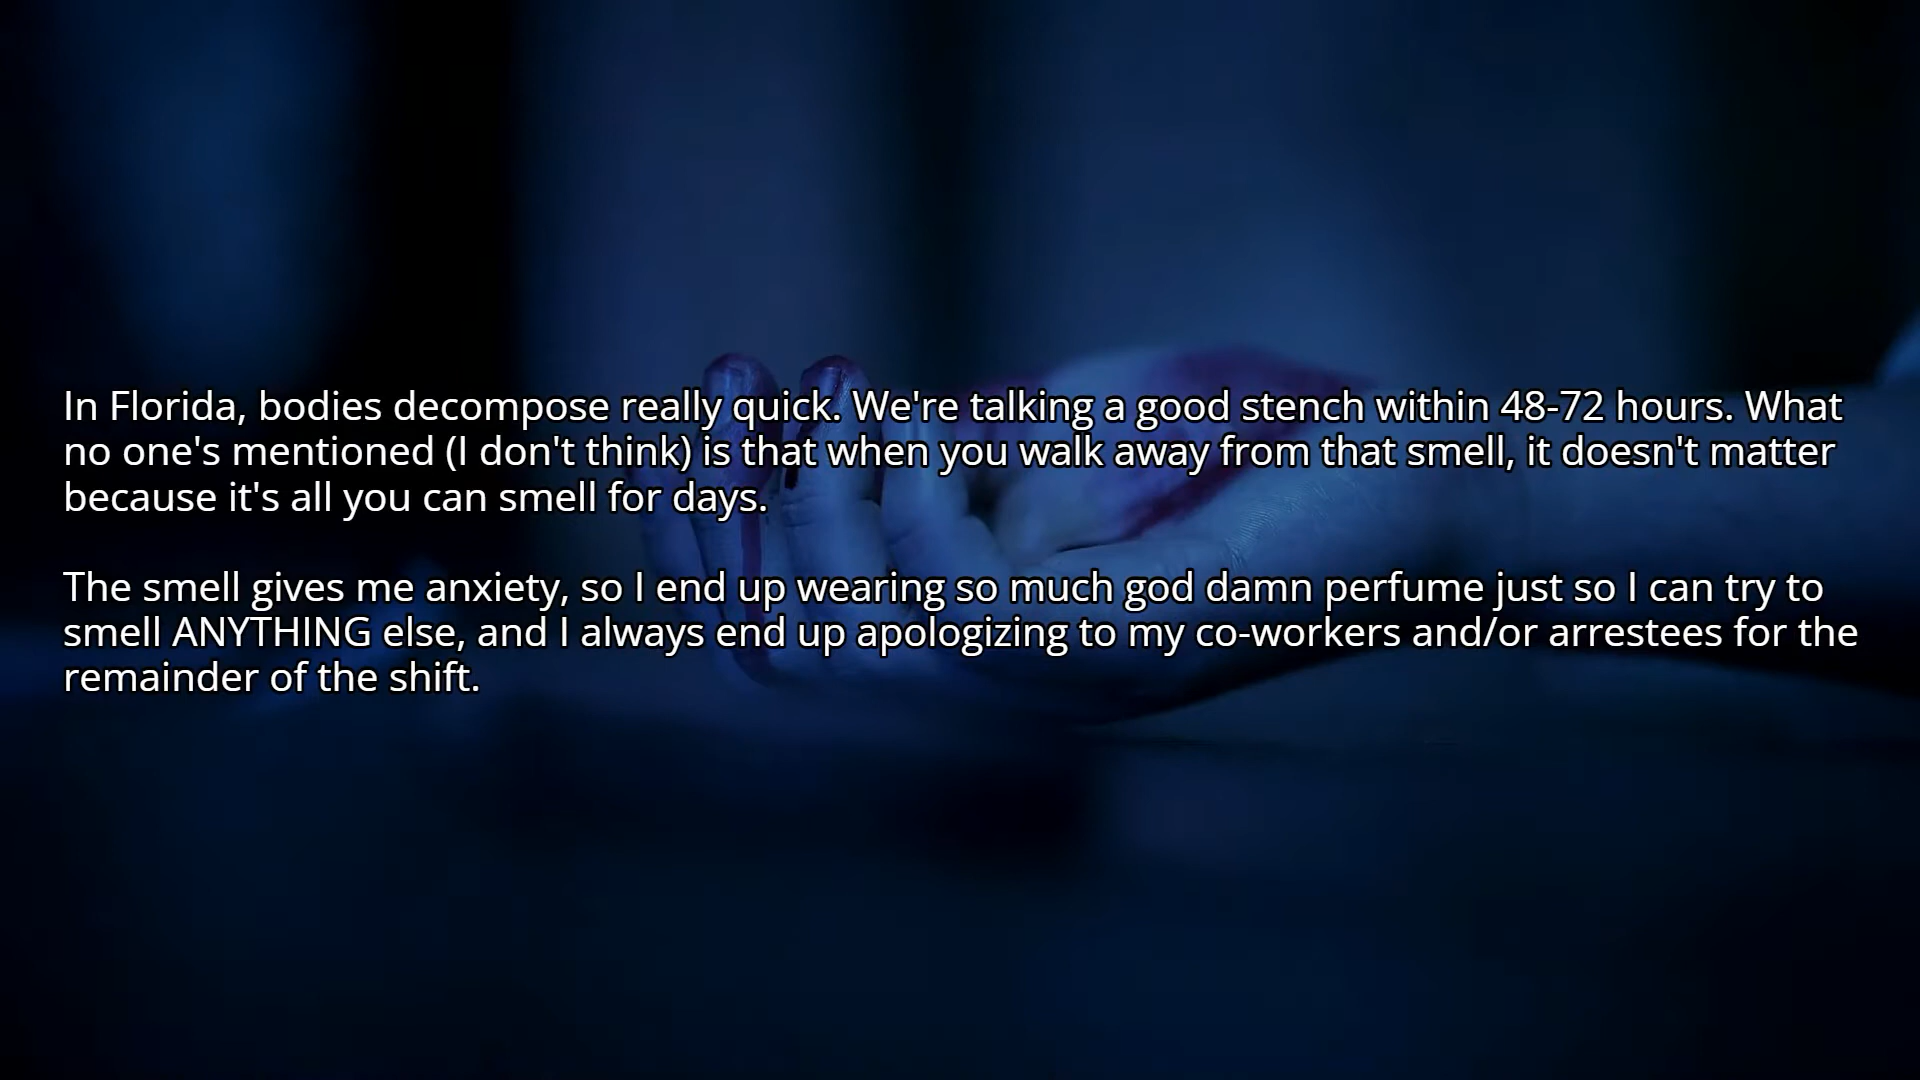 In Florida, bodies decompose really quick. We're talking a good stench within 48-72 hours. What
no one's mentioned (I don't think) is that when you walk away from that smell, it doesn't matter
because it's all you can smell for days.
The smell gives me anxiety, so I end up wearing so much god damn perfume just so I can try to
smell ANYTHING else, and I always end up apologizing to my co-workers and/or arrestees for the
remainder of the shift.